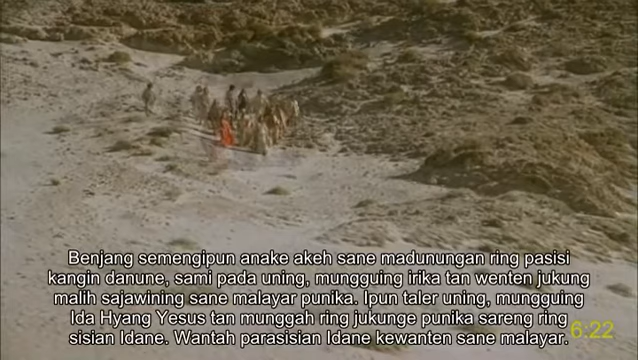 Benjang semengipun anake akeh sane madunungan ring pasisi
kangin danune, sami pada uning, mungguing irika tan wenten jukung
malih sajawining sane malayar punika. Ipun taler uning, mungguing
Ida Hyang Yesus tan munggah ring jukunge punika sareng ring
sisian Idane. Wantah parasisian Idane kewanten sane malayar.
6:22